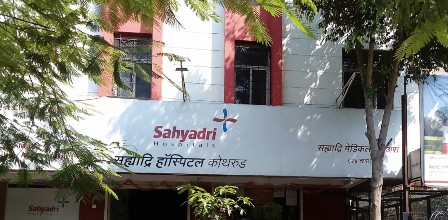 Sahyadri
Hospitals
सह्याद्रि हॉस्पिटल कोथरुड
सह्याद्रि मेडिकल
Sahyadri